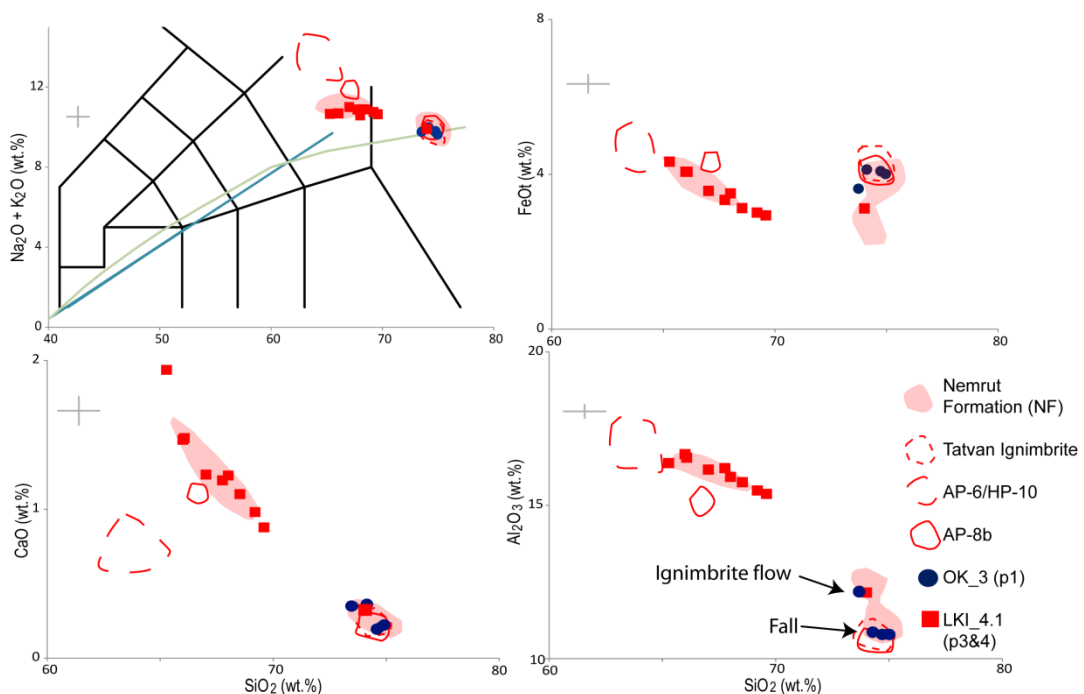 12
8
4
0
Na2O + K2O (wt.%)
40
50
60
70
80
8
4
0
FeOt (wt.%)
60
70
80
2
1
0
CaO (wt.%)
60
70
80
SiO2 (wt.%)
20
15
10
Al2O3 (wt.%)
Ignimbrite flow
Fall
60
70
80
SiO2 (wt.%)
Nemrut
Formation (NF)
Tatvan Ignimbrite
AP-6/HP-10
AP-8b
OK_3 (p1)
LKI_4.1
(p3&4)